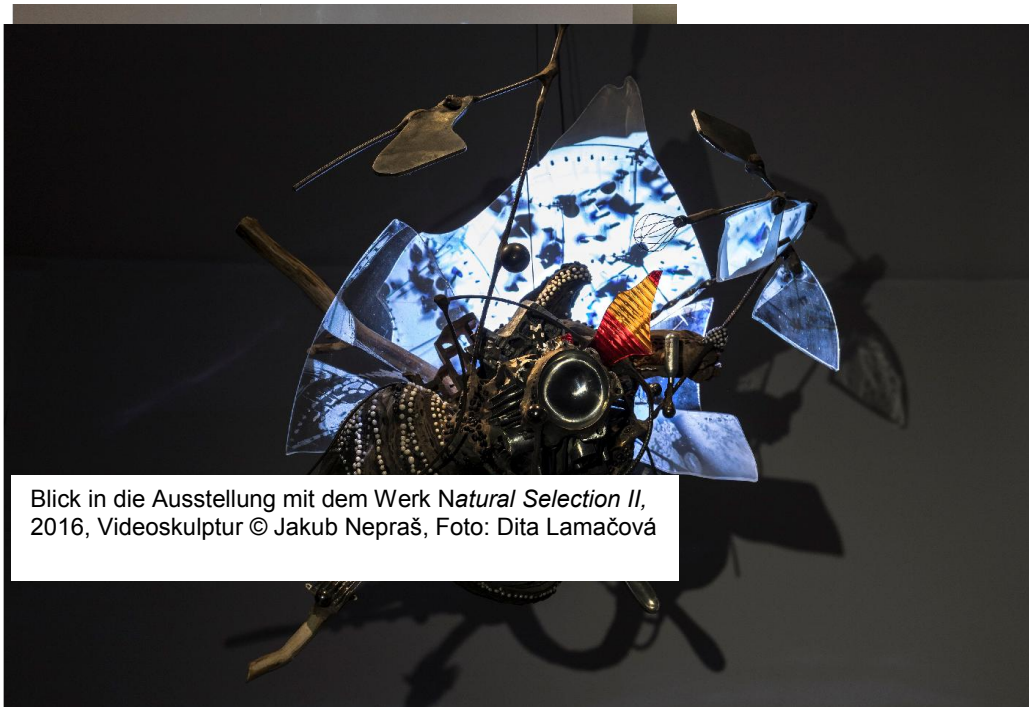 Blick in die Ausstellung mit dem Werk Natural Selection II,
2016, Videoskulptur © Jakub Nepraš, Foto: Dita Lamačová